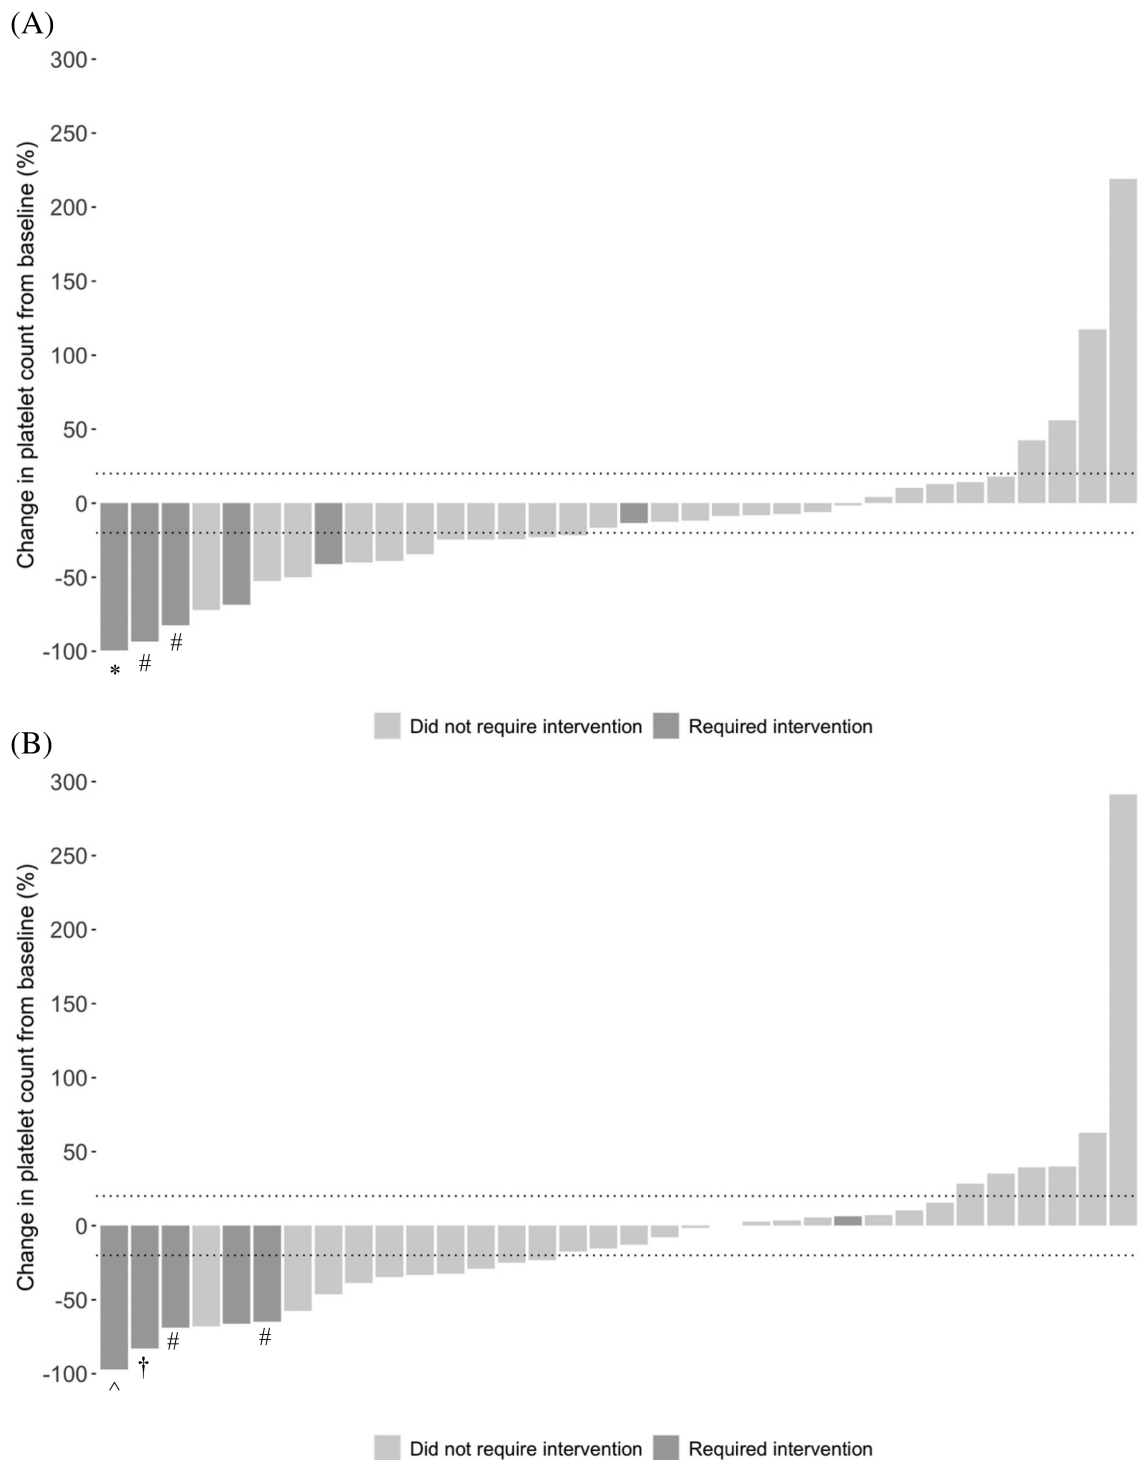 (A)
300
250
200
150
100
50
0
-50
-100
Change in platelet count from baseline (%)
* # #
Did not require intervention Required intervention
(B)
300
250
200
150
100
50
0
-50
-100
Change in platelet count from baseline (%)
^ † # #
Did not require intervention Required intervention